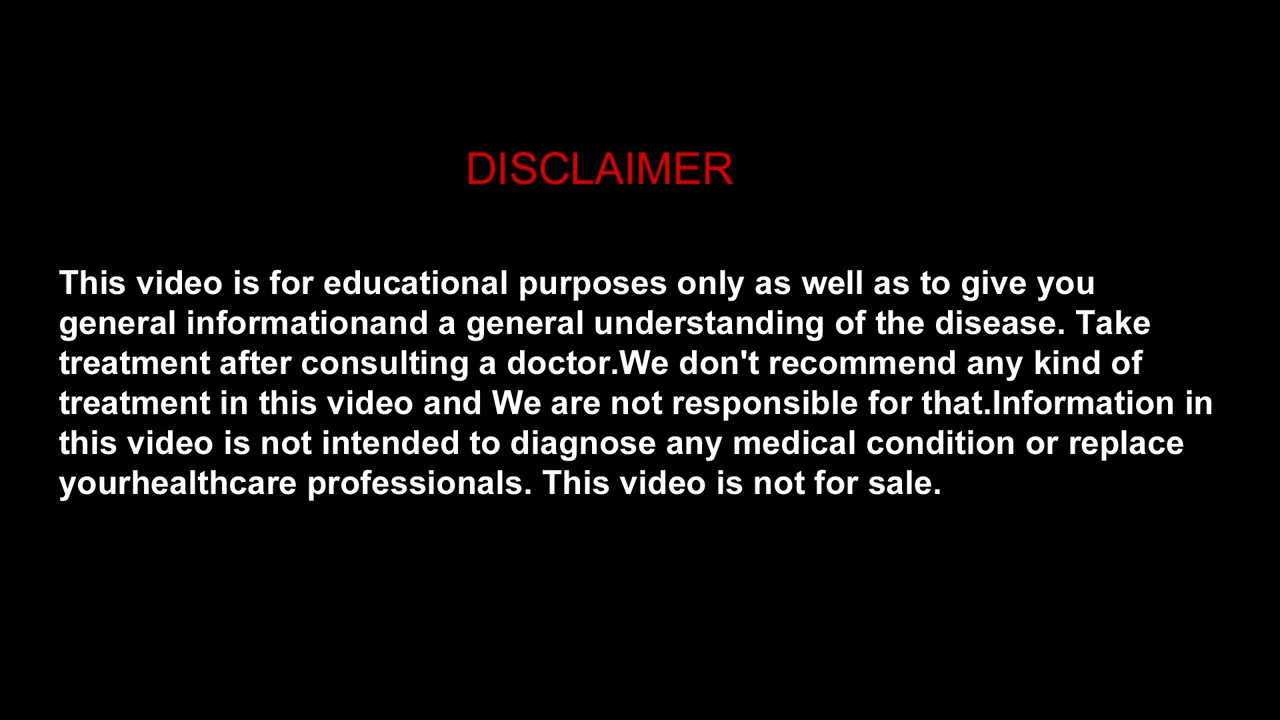 DISCLAIMER
This video is for educational purposes only as well as to give you
general informationand a general understanding of the disease. Take
treatment after consulting a doctor.We don't recommend any kind of
treatment in this video and We are not responsible for that.Information in
this video is not intended to diagnose any medical condition or replace
yourhealthcare professionals. This video is not for sale.